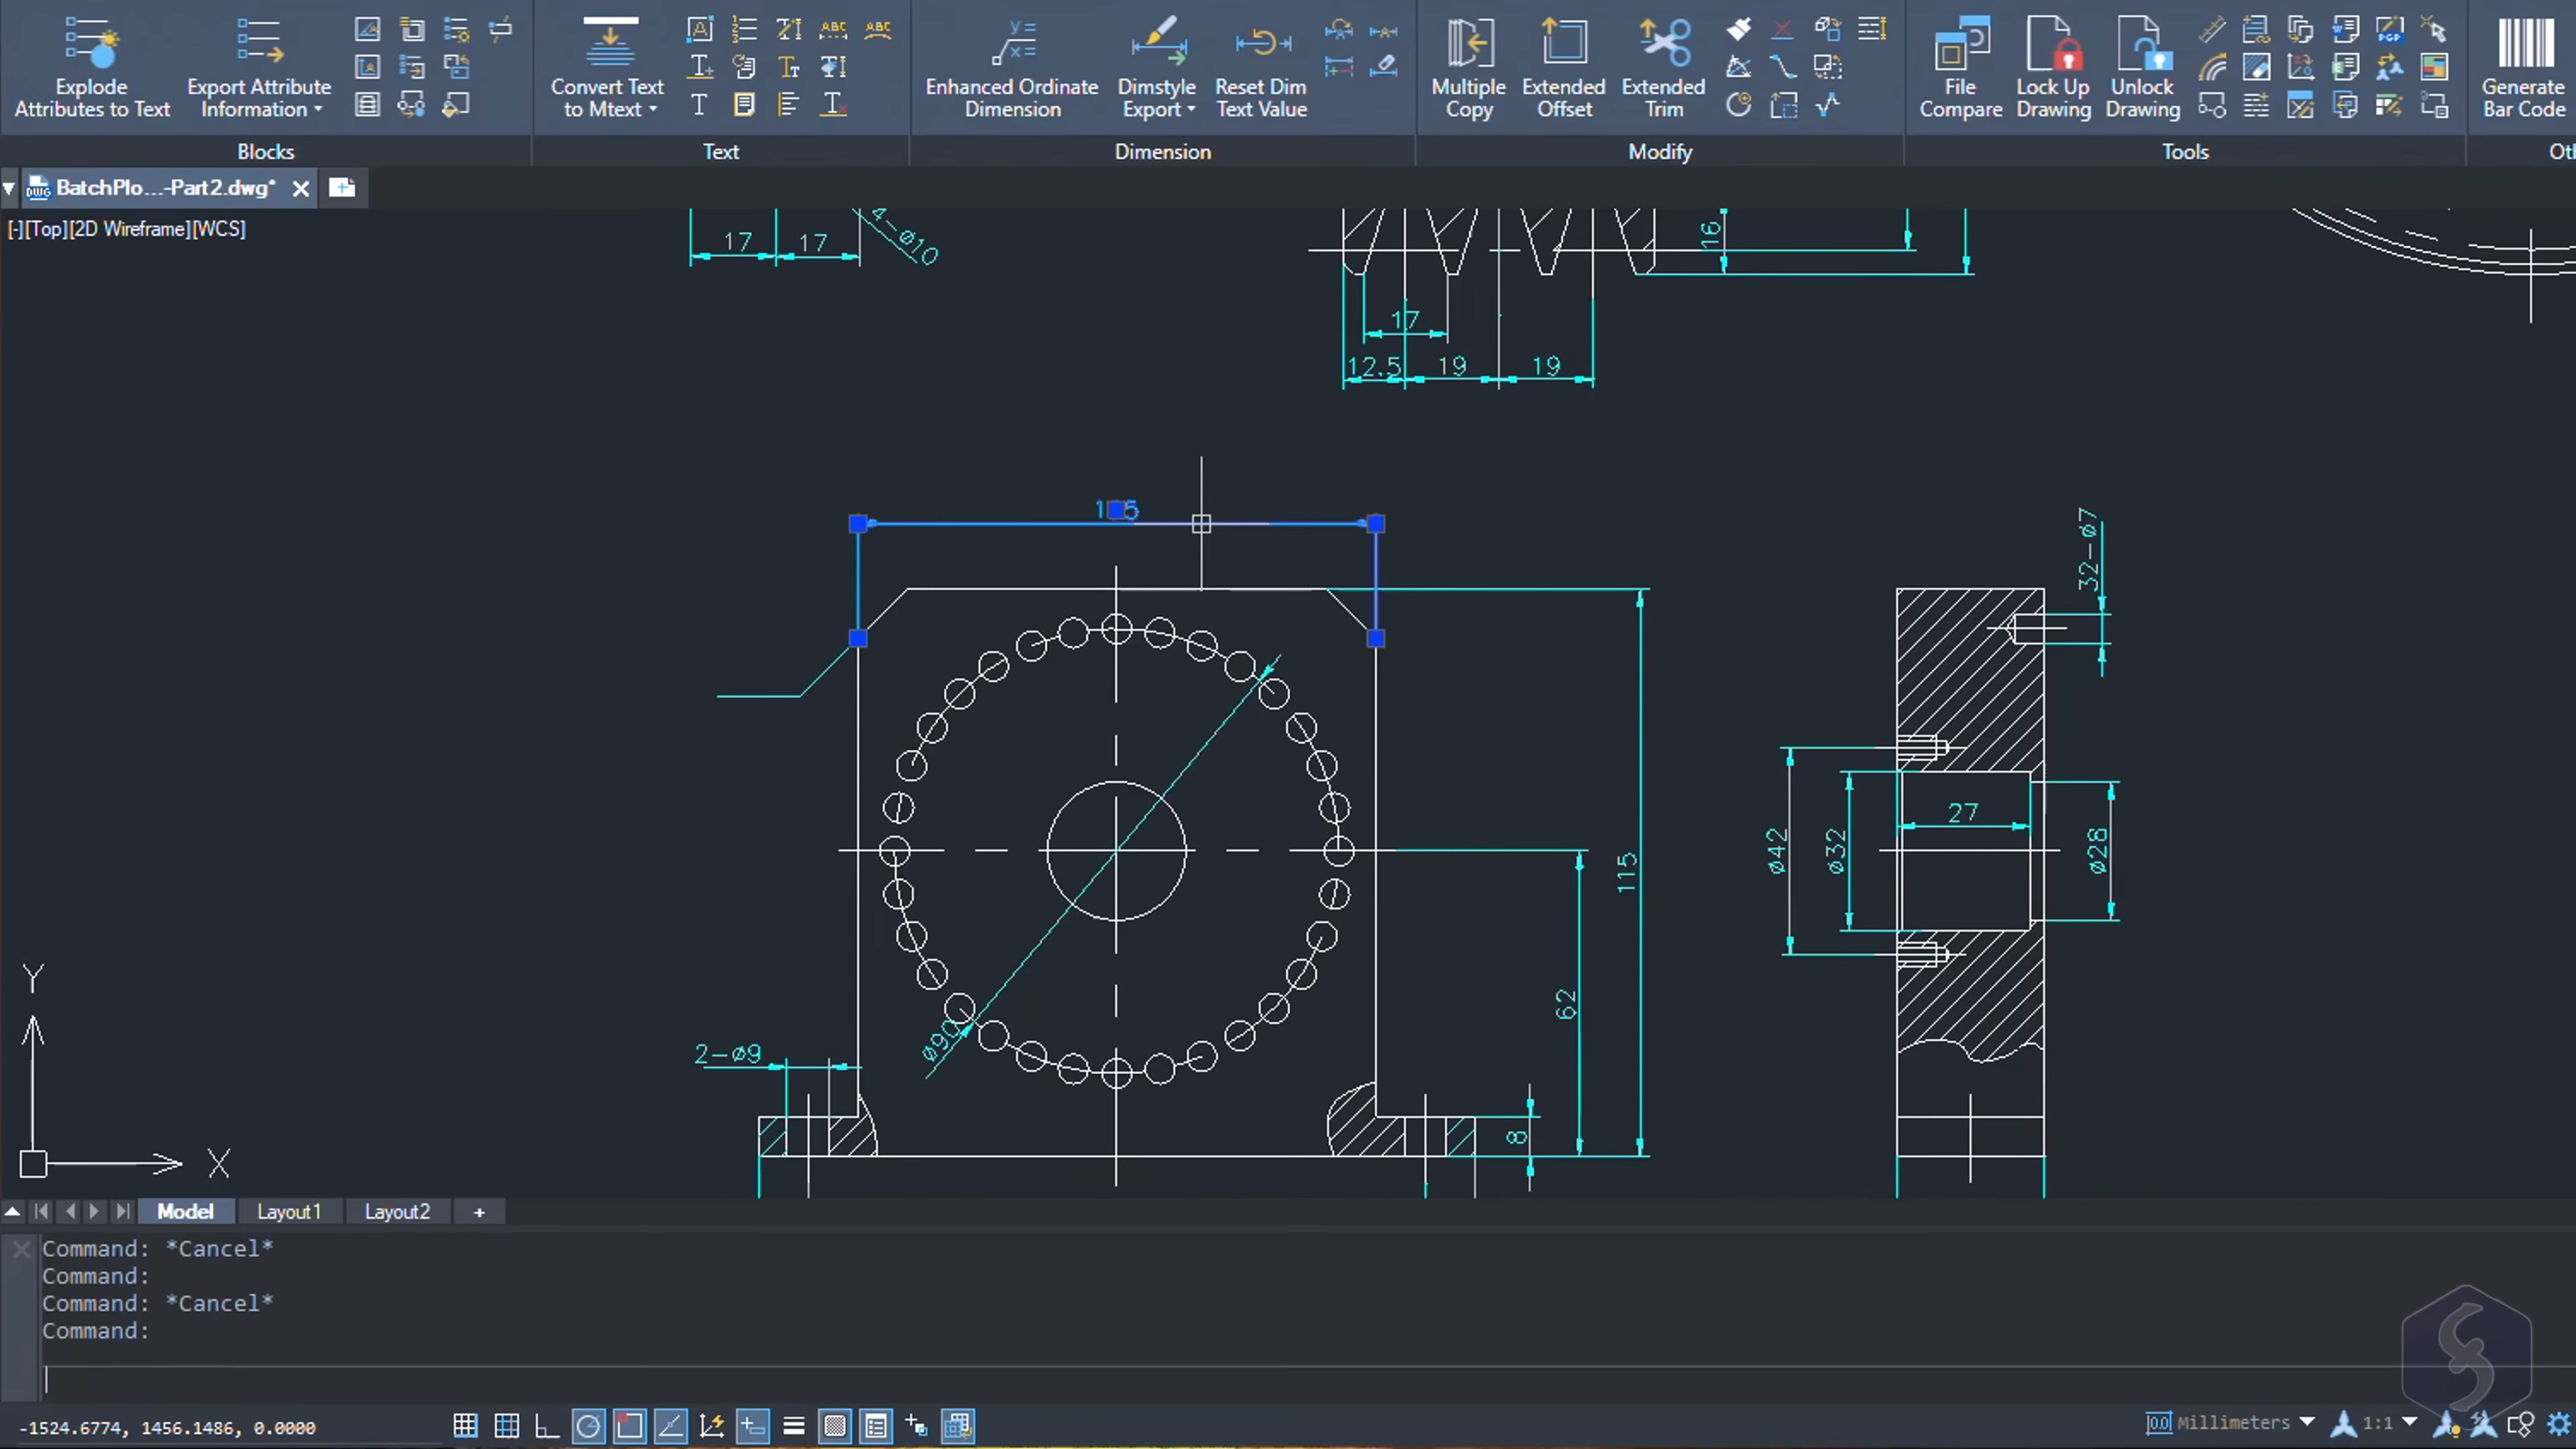 Explode
Attributes to Text
Export Attribute
Information
Convert Text
to Mtext
Enhanced Ordinate
Dimension
Dimstyle
Export
Reset Dim
Text Value
Multiple
Copy
Extended
Offset
Extended
Trim
File
Compare
Lock Up
Drawing
Unlock
Drawing
Generate
Bar Code
Blocks
Text
Dimension
Modify
Tools
BatchPlo...-Part2.dwg*
[-][Top][2D Wireframe][WCS]
17
17
4-ø10
16
17
12.5
19
19
32-ø7
27
ø42
ø32
ø28
115
62
ø90
2-ø9
8
Y
X
Model
Layout1
Layout2
+
Command: *Cancel*
Command:
Command: *Cancel*
Command:
-1524.6774, 1456.1486, 0.0000
Millimeters
1:1